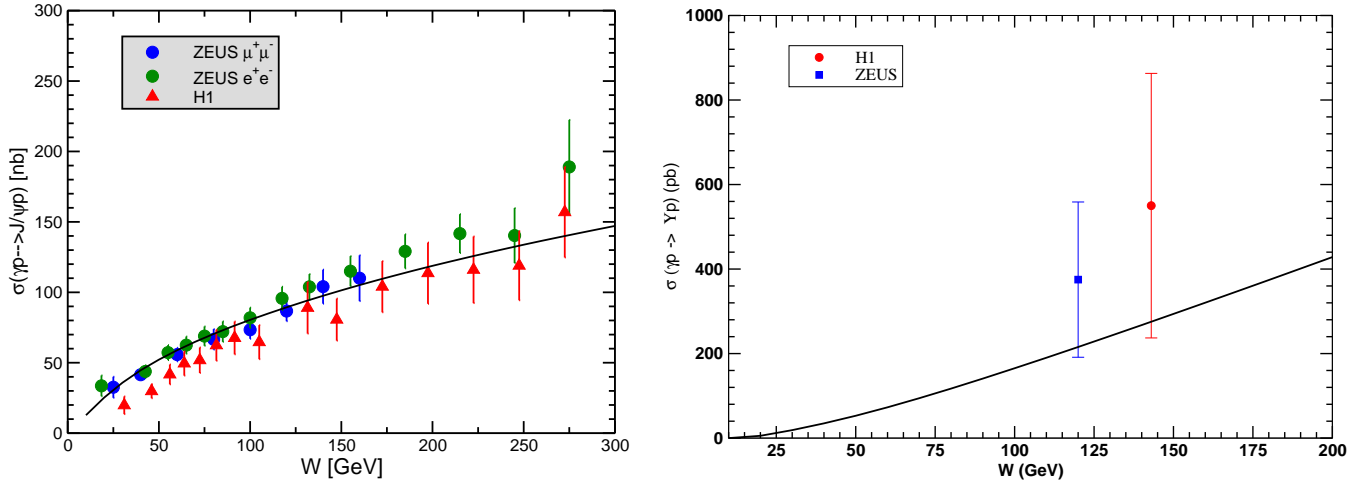 300
250
200
150
100
50
0
σ(γp-->J/ψp) [nb]
ZEUS μ⁺μ⁻
ZEUS e⁺e⁻
H1
0 50 100 150 200 250 300
W [GeV]
1000
800
600
400
200
0
σ (γp -> Υp) (pb)
H1
ZEUS
25 50 75 100 125 150 175 200
W (GeV)